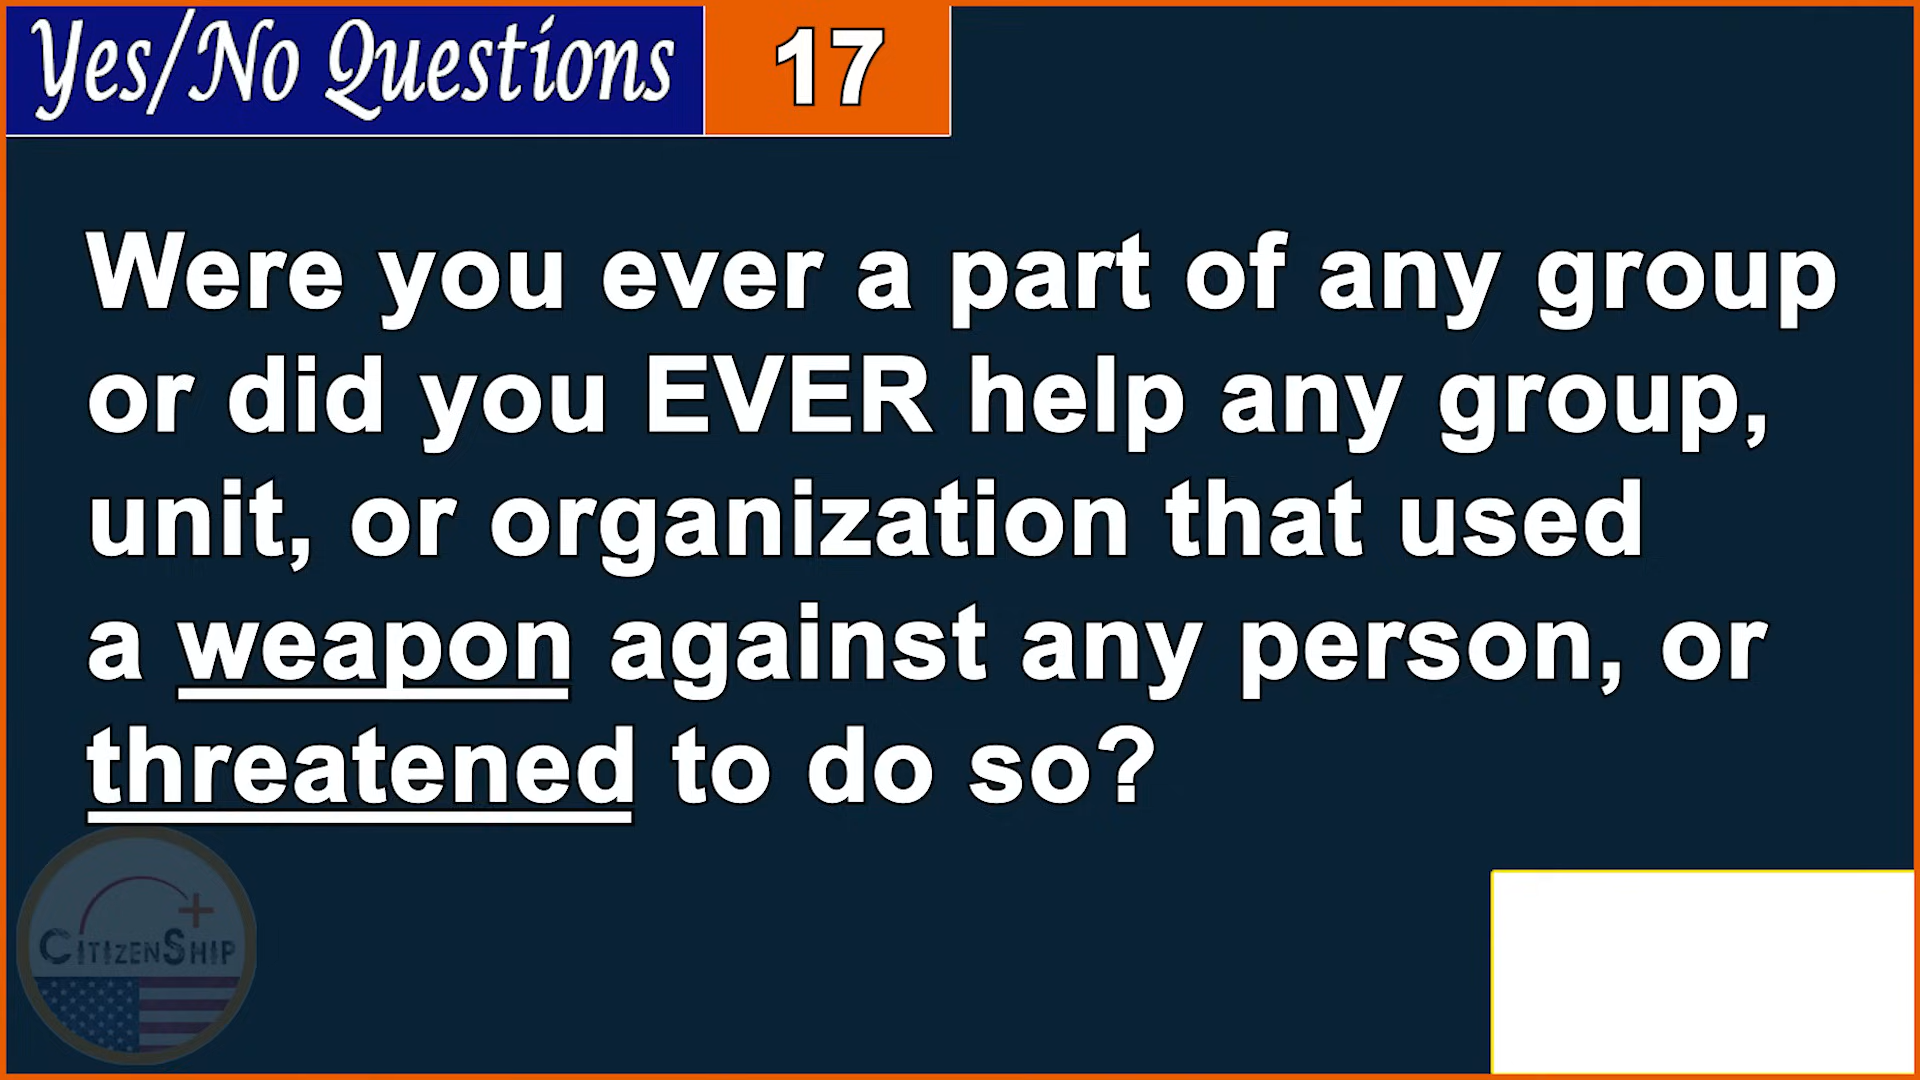 Yes/No Questions 17
Were you ever a part of any group
or did you EVER help any group,
unit, or organization that used
a weapon against any person, or
threatened to do so?
CITIZENSHIP